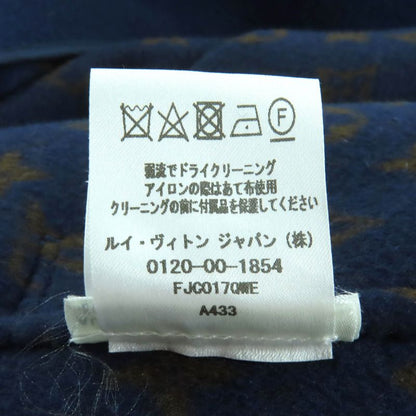 F
弱流でドライクリーニング
アイロンの際はあて布使用
クリーニングの前に付属品を保護してください
ルイ・ヴィトン ジャパン (株)
0120-00-1854
FJC017QWE
A433